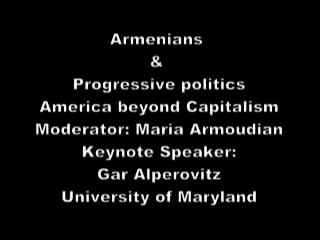 Armenians
&
Progressive politics
America beyond Capitalism
Moderator: Maria Armoudian
Keynote Speaker:
Gar Alperovitz
University of Maryland